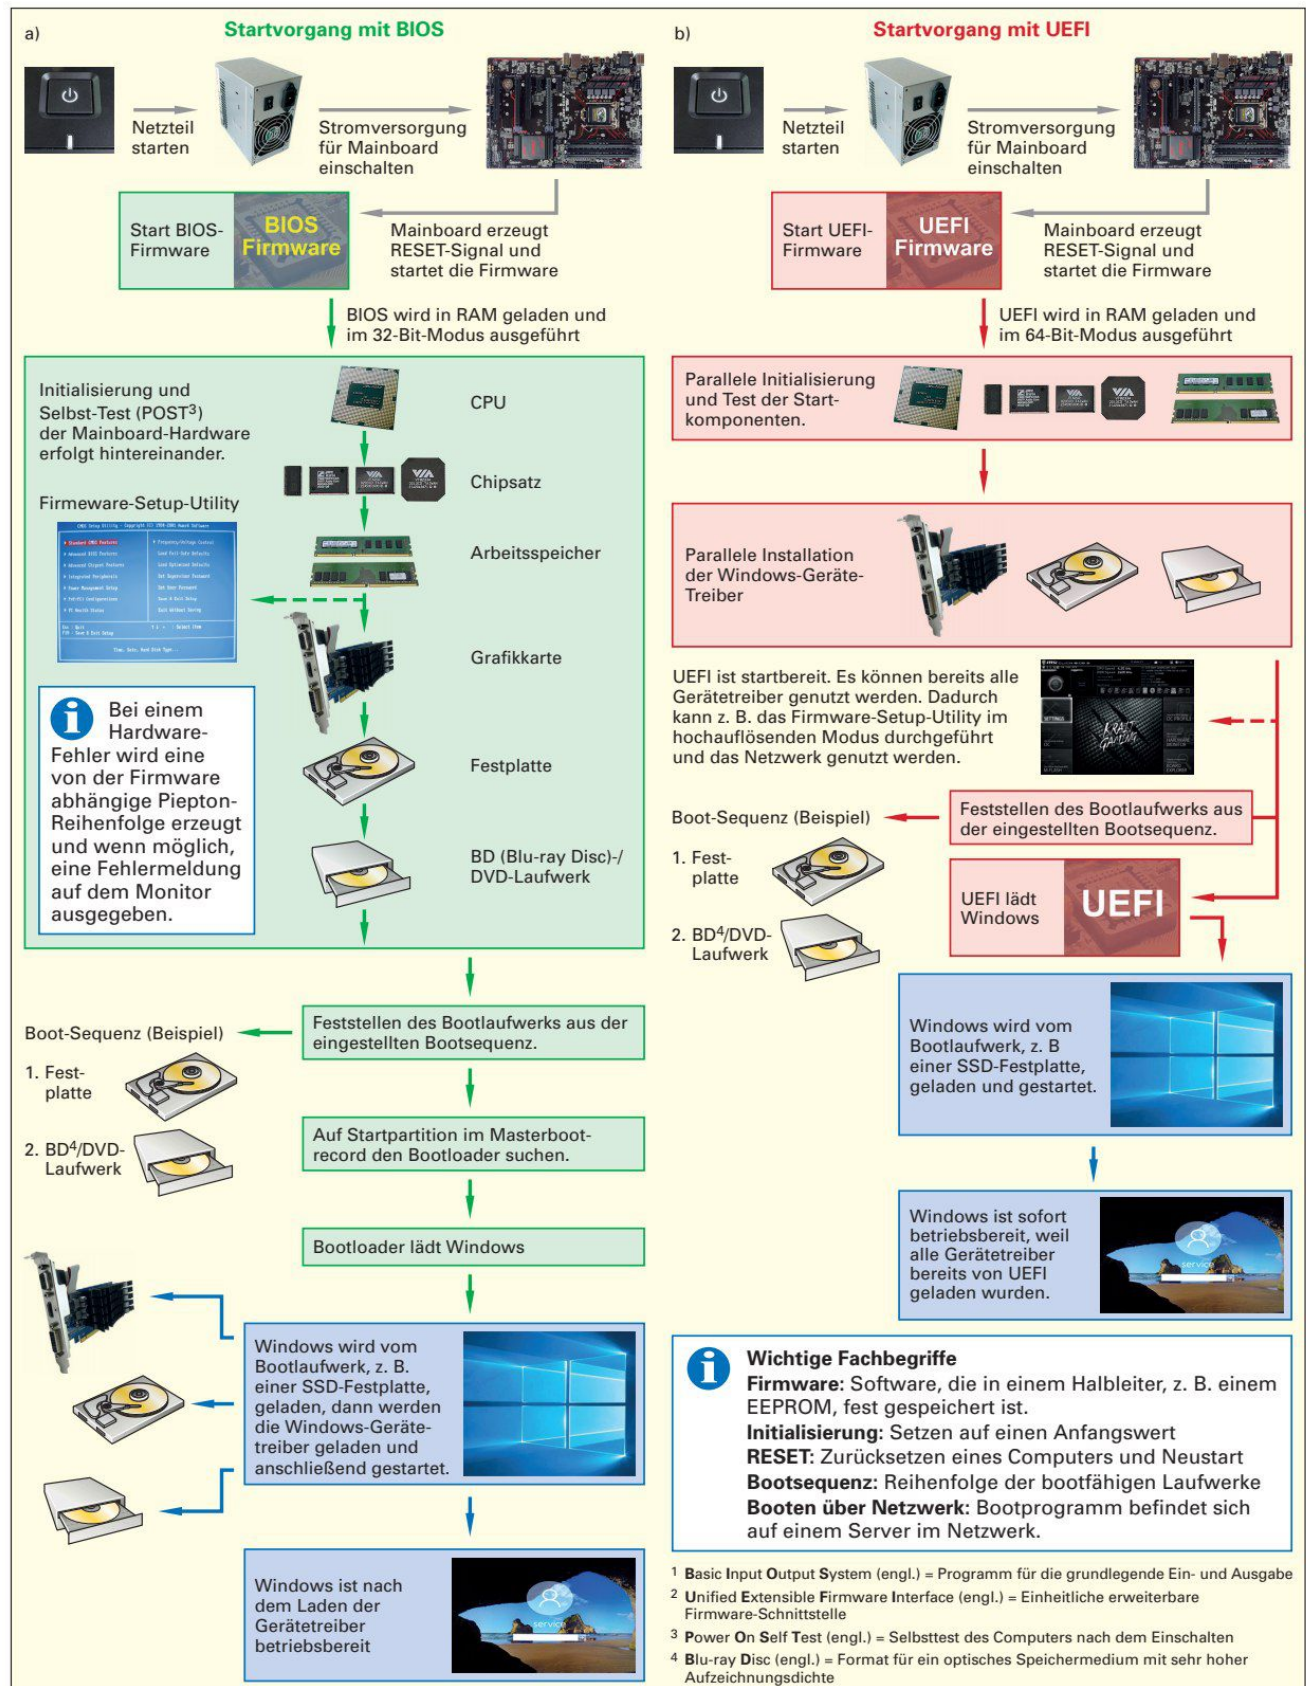 a)
Startvorgang mit BIOS
Netzteil
starten
Stromversorgung
für Mainboard
einschalten
Start BIOS-
Firmware
BIOS
Firmware
Mainboard erzeugt
RESET-Signal und
startet die Firmware
BIOS wird in RAM geladen und
im 32-Bit-Modus ausgeführt
Initialisierung und
Selbst-Test (POST³)
der Mainboard-Hardware
erfolgt hintereinander.
CPU
Chipsatz
Firmeware-Setup-Utility
Arbeitsspeicher
Grafikkarte
Bei einem
Hardware-
Fehler wird eine
von der Firmware
abhängige Piepton-
Reihenfolge erzeugt
und wenn möglich,
eine Fehlermeldung
auf dem Monitor
ausgegeben.
Festplatte
BD (Blu-ray Disc)-/
DVD-Laufwerk
Boot-Sequenz (Beispiel)
1. Fest-
platte
2. BD⁴/DVD-
Laufwerk
Feststellen des Bootlaufwerks aus der
eingestellten Bootsequenz.
Auf Startpartition im Masterboot-
record den Bootloader suchen.
Bootloader lädt Windows
Windows wird vom
Bootlaufwerk, z. B.
einer SSD-Festplatte,
geladen, dann werden
die Windows-Geräte-
treiber geladen und
anschließend gestartet.
Windows ist nach
dem Laden der
Gerätetreiber
betriebsbereit
service
b)
Startvorgang mit UEFI
Netzteil
starten
Stromversorgung
für Mainboard
einschalten
Start UEFI-
Firmware
UEFI
Firmware
Mainboard erzeugt
RESET-Signal und
startet die Firmware
UEFI wird in RAM geladen und
im 64-Bit-Modus ausgeführt
Parallele Initialisierung
und Test der Start-
komponenten.
Parallele Installation
der Windows-Geräte-
Treiber
UEFI ist startbereit. Es können bereits alle
Gerätetreiber genutzt werden. Dadurch
kann z. B. das Firmware-Setup-Utility im
hochauflösenden Modus durchgeführt
und das Netzwerk genutzt werden.
Boot-Sequenz (Beispiel)
1. Fest-
platte
2. BD⁴/DVD-
Laufwerk
Feststellen des Bootlaufwerks aus
der eingestellten Bootsequenz.
UEFI lädt
Windows
UEFI
Windows wird vom
Bootlaufwerk, z. B
einer SSD-Festplatte,
geladen und gestartet.
Windows ist sofort
betriebsbereit, weil
alle Gerätetreiber
bereits von UEFI
geladen wurden.
service
Wichtige Fachbegriffe
Firmware: Software, die in einem Halbleiter, z. B. einem
EEPROM, fest gespeichert ist.
Initialisierung: Setzen auf einen Anfangswert
RESET: Zurücksetzen eines Computers und Neustart
Bootsequenz: Reihenfolge der bootfähigen Laufwerke
Booten über Netzwerk: Bootprogramm befindet sich
auf einem Server im Netzwerk.
¹ Basic Input Output System (engl.) = Programm für die grundlegende Ein- und Ausgabe
² Unified Extensible Firmware Interface (engl.) = Einheitliche erweiterbare
Firmware-Schnittstelle
³ Power On Self Test (engl.) = Selbsttest des Computers nach dem Einschalten
⁴ Blu-ray Disc (engl.) = Format für ein optisches Speichermedium mit sehr hoher
Aufzeichnungsdichte